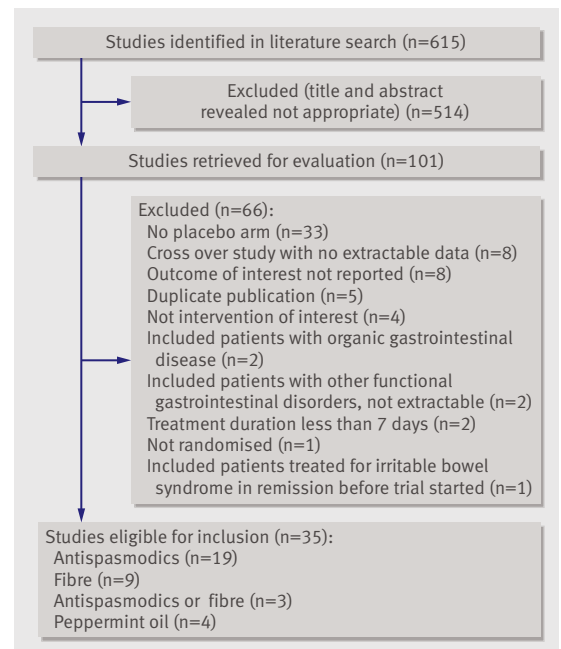 Studies identified in literature search (n=615)
Excluded (title and abstract
revealed not appropriate) (n=514)
Studies retrieved for evaluation (n=101)
Excluded (n=66):
No placebo arm (n=33)
Cross over study with no extractable data (n=8)
Outcome of interest not reported (n=8)
Duplicate publication (n=5)
Not intervention of interest (n=4)
Included patients with organic gastrointestinal
disease (n=2)
Included patients with other functional
gastrointestinal disorders, not extractable (n=2)
Treatment duration less than 7 days (n=2)
Not randomised (n=1)
Included patients treated for irritable bowel
syndrome in remission before trial started (n=1)
Studies eligible for inclusion (n=35):
Antispasmodics (n=19)
Fibre (n=9)
Antispasmodics or fibre (n=3)
Peppermint oil (n=4)